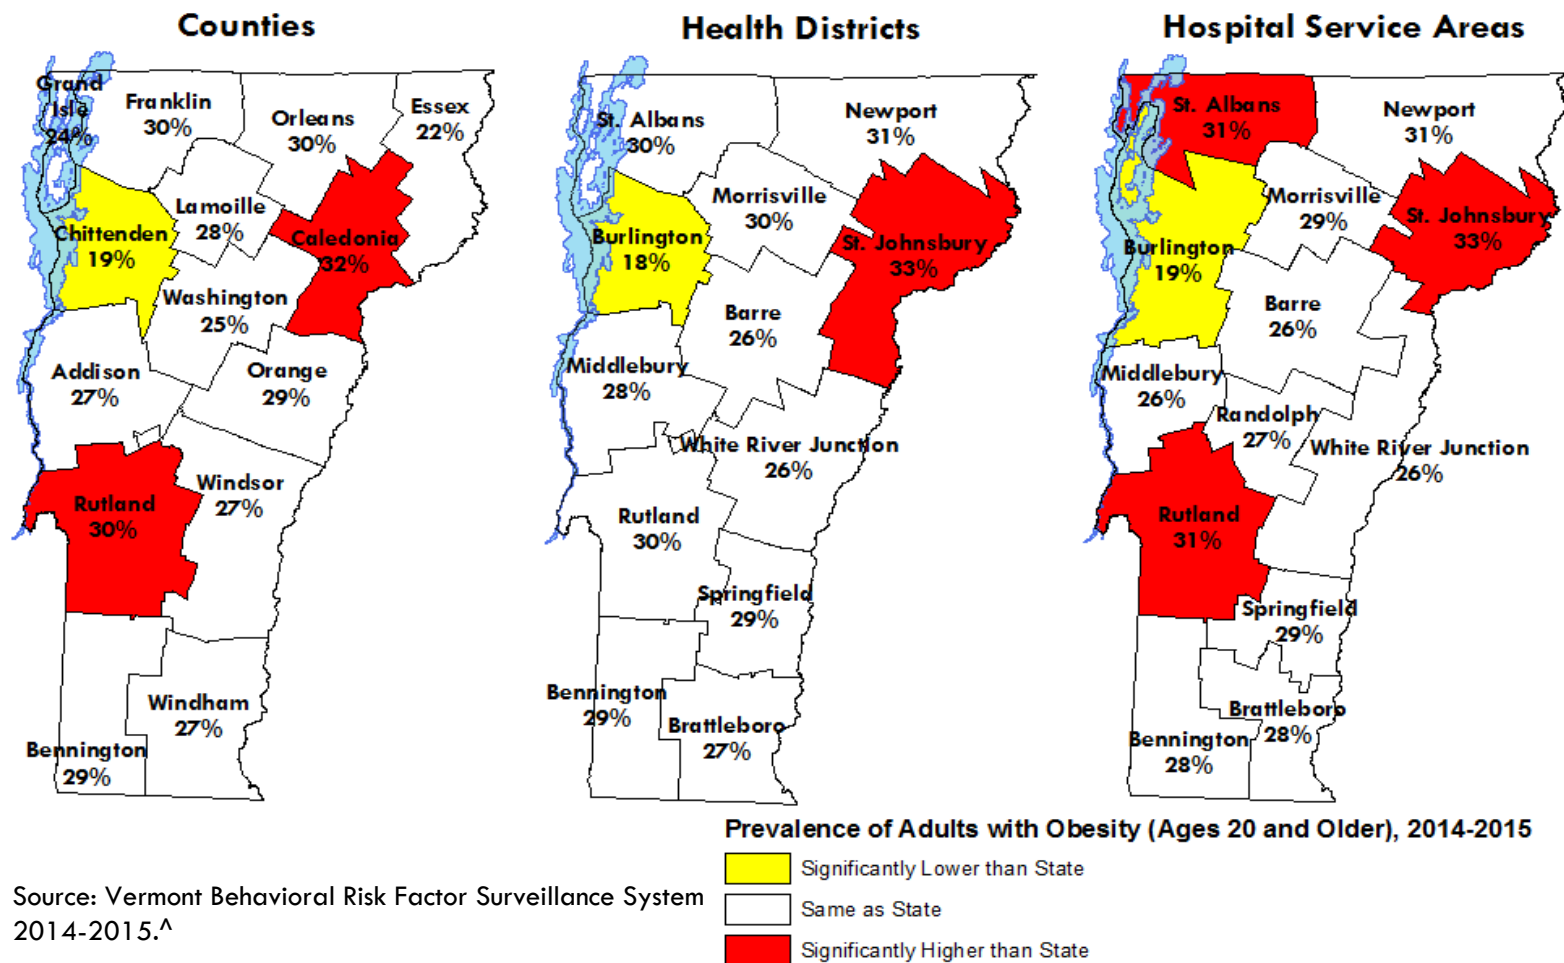 Counties
Grand
Isle
24%
Franklin
30%
Orleans
30%
Essex
22%
Lamoille
28%
Chittenden
19%
Caledonia
32%
Washington
25%
Addison
27%
Orange
29%
Rutland
30%
Windsor
27%
Windham
27%
Bennington
29%
Health Districts
St. Albans
30%
Newport
31%
Morrisville
30%
Burlington
18%
St. Johnsbury
33%
Barre
26%
Middlebury
28%
White River Junction
26%
Rutland
30%
Springfield
29%
Bennington
29%
Brattleboro
27%
Hospital Service Areas
St. Albans
31%
Newport
31%
Morrisville
29%
St. Johnsbury
33%
Burlington
19%
Barre
26%
Middlebury
26%
Randolph
27%
White River Junction
26%
Rutland
31%
Springfield
29%
Brattleboro
28%
Bennington
28%
Prevalence of Adults with Obesity (Ages 20 and Older), 2014-2015
Significantly Lower than State
Same as State
Significantly Higher than State
Source: Vermont Behavioral Risk Factor Surveillance System
2014-2015.^